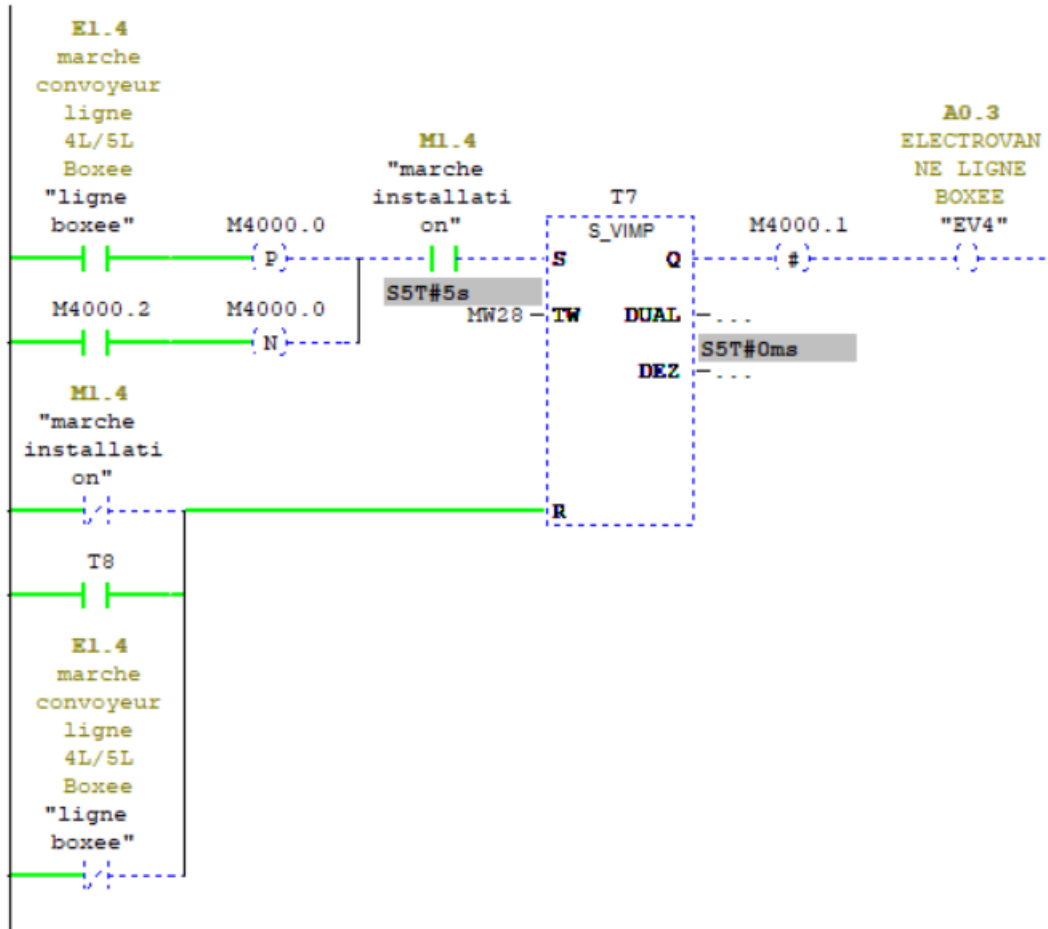 E1.4
marche
convoyeur
ligne
4L/5L
Boxee
"ligne
boxee"
M4000.0
P
M1.4
"marche
installati
on"
T7
S_VIMP
S
Q
M4000.1
#
A0.3
ELECTROVAN
NE LIGNE
BOXEE
"EV4"
S5T#5s
M4000.2
M4000.0
N
MW28
TW
DUAL
...
S5T#0ms
DEZ
...
M1.4
"marche
installati
on"
R
T8
E1.4
marche
convoyeur
ligne
4L/5L
Boxee
"ligne
boxee"